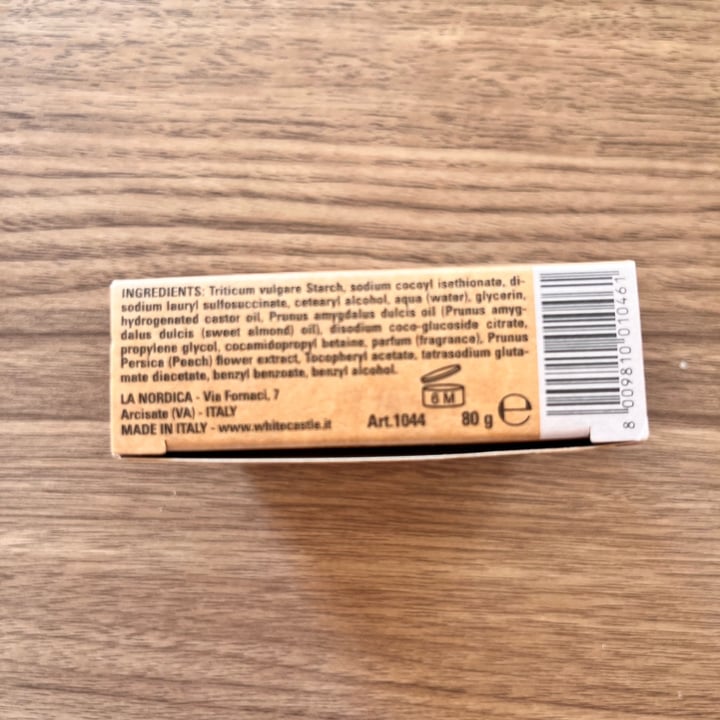 INGREDIENTS: Triticum vulgare Starch, sodium cocoyl isethionate, di-
sodium lauryl sulfosuccinate, cetearyl alcohol, aqua (water), glycerin,
hydrogenated castor oil, Prunus amygdalus dulcis oil (Prunus amyg-
dalus dulcis (sweet almond) oil), disodium coco-glucoside citrate,
propylene glycol, cocamidopropyl betaine, parfum (fragrance), Prunus
Persica (Peach) flower extract, Tocopheryl acetate, tetrasodium gluta-
mate diacetate, benzyl benzoate, benzyl alcohol.
LA NORDICA - Via Fornaci, 7
Arcisate (VA) - ITALY
MADE IN ITALY - www.whitecastle.it
Art.1044
6 M
80 g e
8 009810 010461